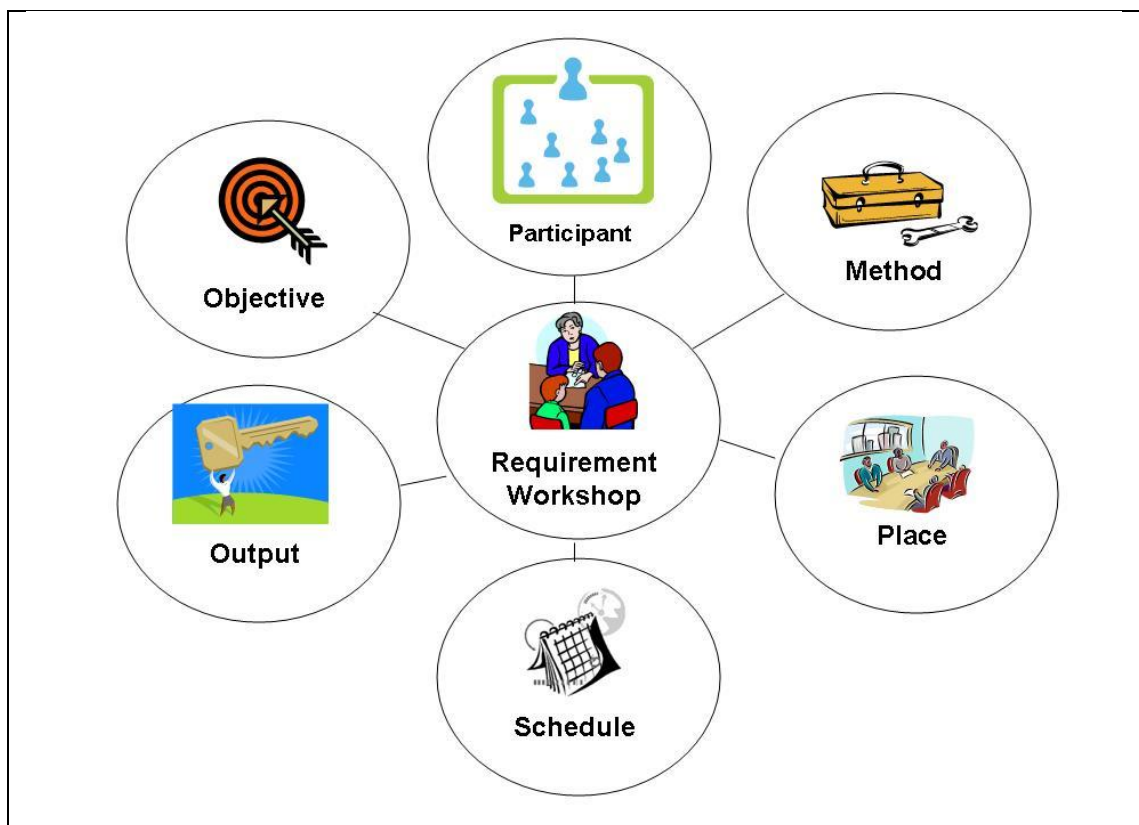 Participant
Objective
Method
Requirement
Workshop
Output
Place
Schedule